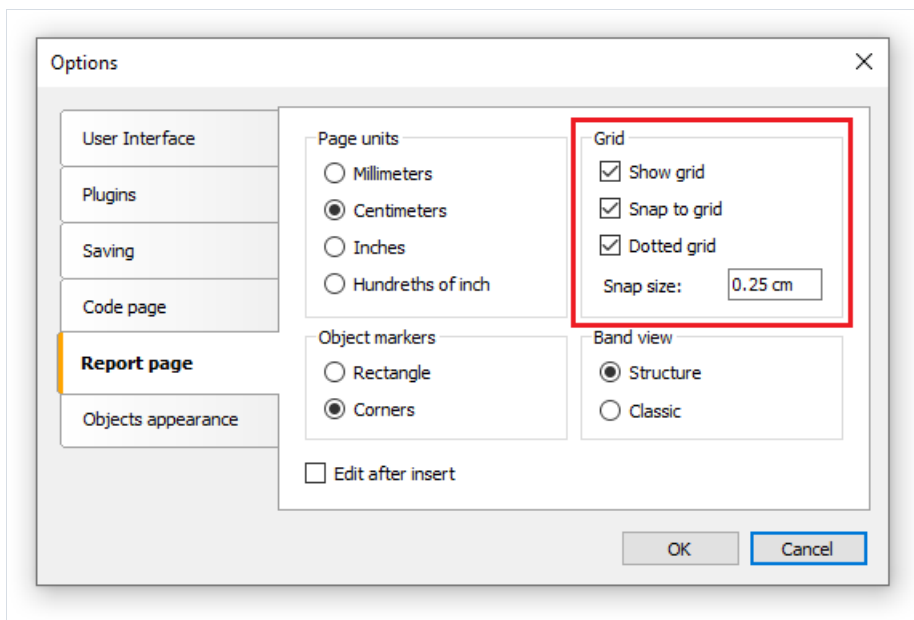 Options
User Interface
Plugins
Saving
Code page
Report page
Objects appearance
Page units
Millimeters
Centimeters
Inches
Hundreths of inch
Grid
Show grid
Snap to grid
Dotted grid
Snap size: 0.25 cm
Object markers
Rectangle
Corners
Band view
Structure
Classic
Edit after insert
OK Cancel